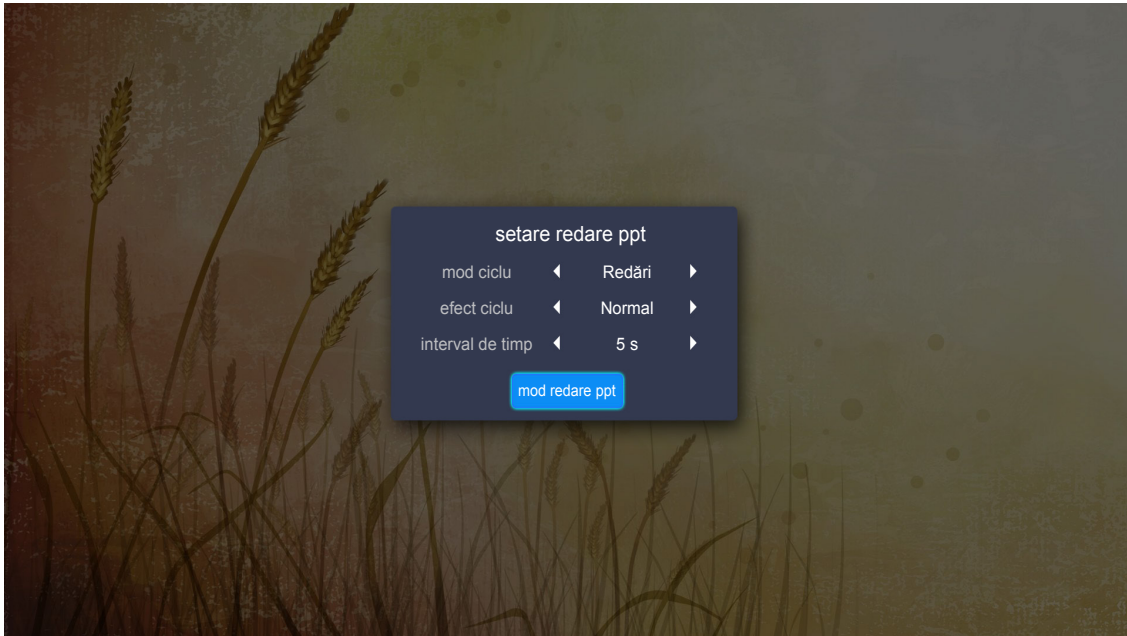 setare redare ppt
mod ciclu Redări
efect ciclu Normal
interval de timp 5 s
mod redare ppt